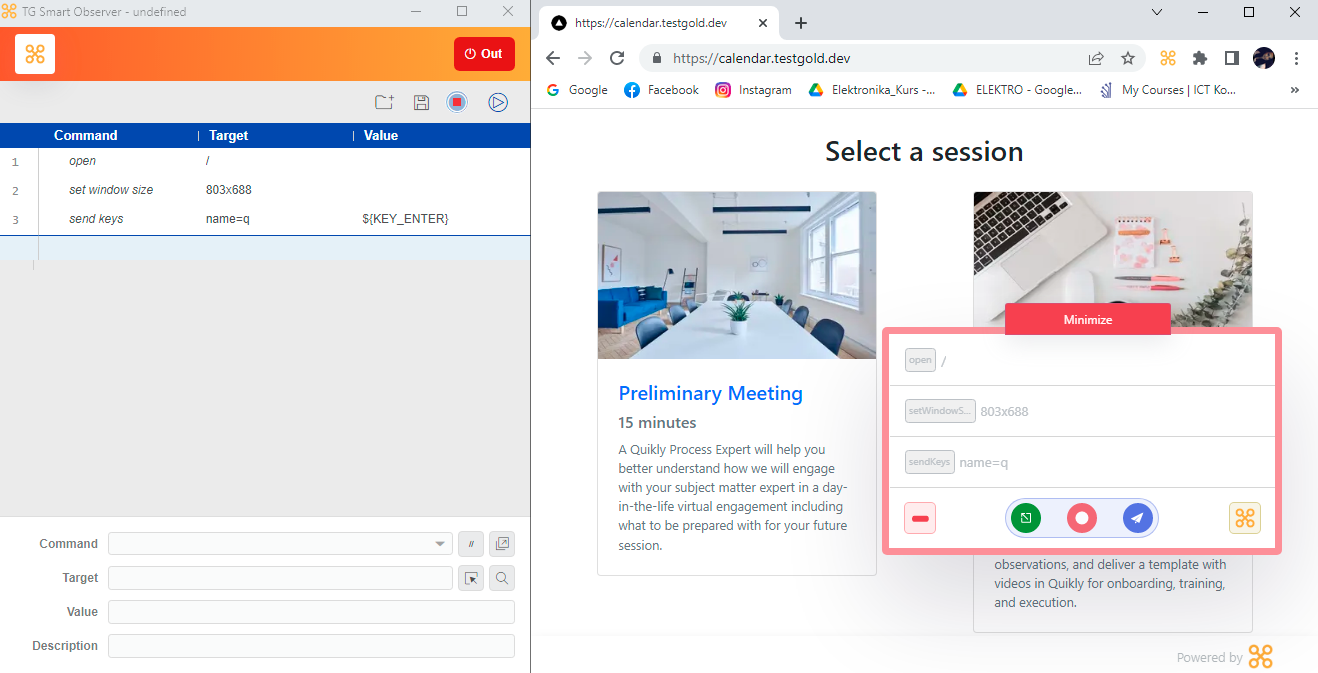 TG Smart Observer - undefined
Out
Command | Target | Value
1 open /
2 set window size 803x688
3 send keys name=q ${KEY_ENTER}
Command //
Target
Value
Description
https://calendar.testgold.dev
https://calendar.testgold.dev
Google Facebook Instagram Elektronika_Kurs -... ELEKTRO - Google... My Courses | ICT Ko... »
Select a session
Preliminary Meeting
15 minutes
A Quikly Process Expert will help you
better understand how we will engage
with your subject matter expert in a day-
in-the-life virtual engagement including
what to be prepared with for your future
session.
Minimize
open /
setWindowS... 803x688
sendKeys name=q
observations, and deliver a template with
videos in Quikly for onboarding, training,
and execution.
Powered by